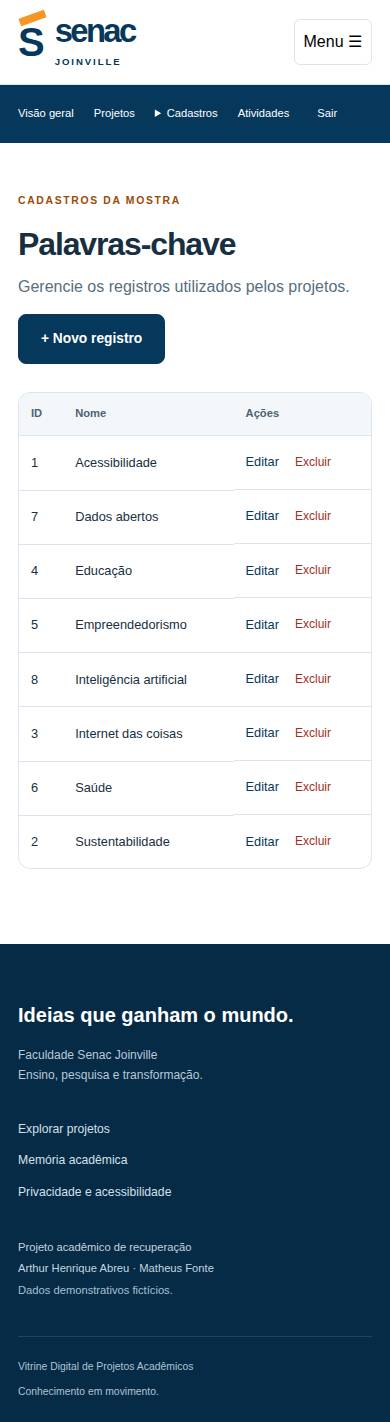 S senac
JOINVILLE
Menu ☰
Visão geral Projetos ▶ Cadastros Atividades Sair
CADASTROS DA MOSTRA
Palavras-chave
Gerencie os registros utilizados pelos projetos.
+ Novo registro
ID Nome Ações
1 Acessibilidade Editar Excluir
7 Dados abertos Editar Excluir
4 Educação Editar Excluir
5 Empreendedorismo Editar Excluir
8 Inteligência artificial Editar Excluir
3 Internet das coisas Editar Excluir
6 Saúde Editar Excluir
2 Sustentabilidade Editar Excluir
Ideias que ganham o mundo.
Faculdade Senac Joinville
Ensino, pesquisa e transformação.
Explorar projetos
Memória acadêmica
Privacidade e acessibilidade
Projeto acadêmico de recuperação
Arthur Henrique Abreu · Matheus Fonte
Dados demonstrativos fictícios.
Vitrine Digital de Projetos Acadêmicos
Conhecimento em movimento.